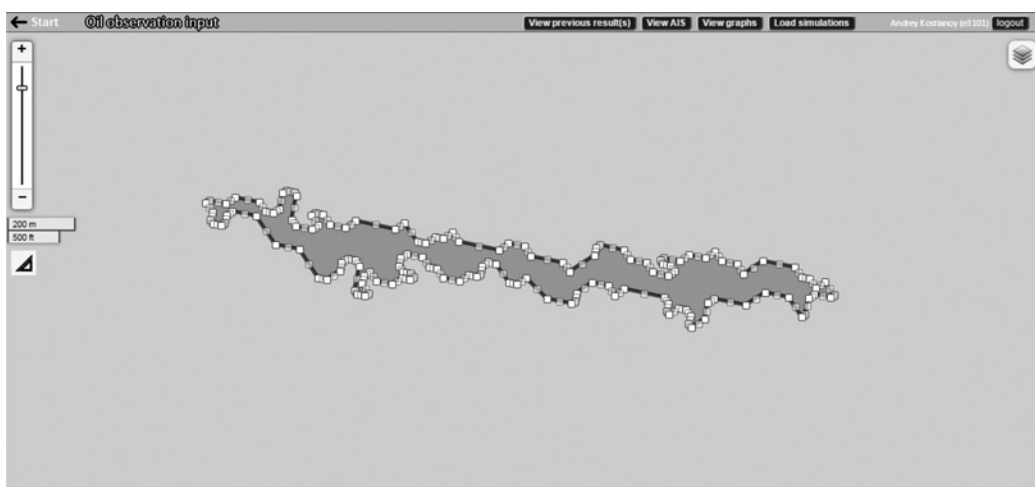 Start Oil observation input View previous result(s) View AIS View graphs Load simulations Andrey Kostianoy (e3101) logout
+
−
200 m
500 ft